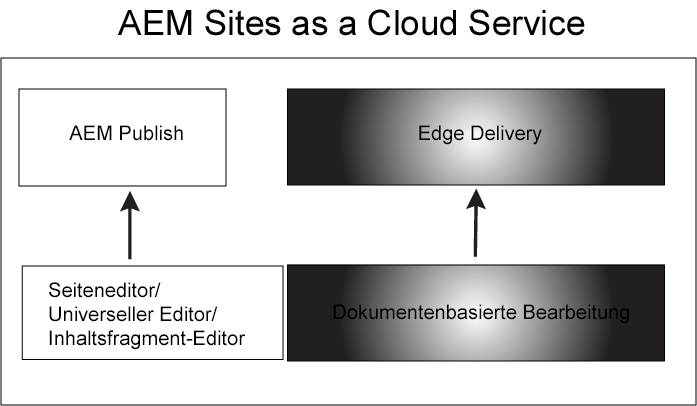 AEM Sites as a Cloud Service
AEM Publish
Edge Delivery
Seiteneditor/
Universeller Editor/
Inhaltsfragment-Editor
Dokumentenbasierte Bearbeitung